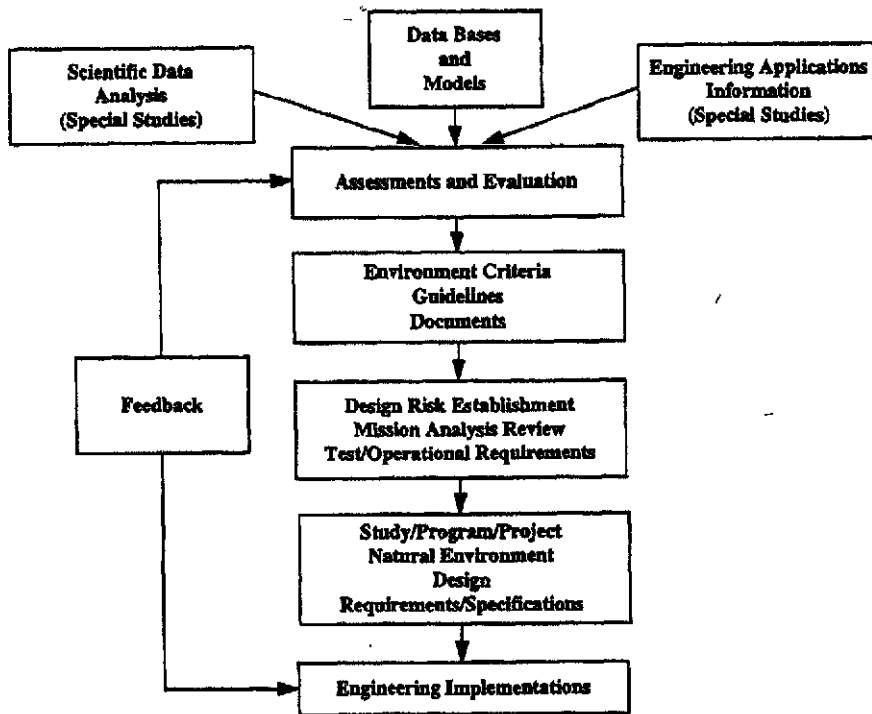 Scientific Data
Analysis
(Special Studies)
Data Bases
and
Models
Engineering Applications
Information
(Special Studies)
Assessments and Evaluation
Environment Criteria
Guidelines
Documents
Feedback
Design Risk Establishment
Mission Analysis Review
Test/Operational Requirements
Study/Program/Project
Natural Environment
Design
Requirements/Specifications
Engineering Implementations